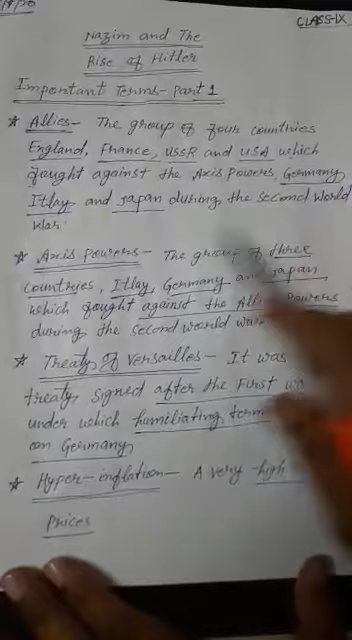 CLASS-IX
Nazim and The
Rise of Hitler
Important Terms- Part 1
★ Allies- The group of four countries
England, France, USSR and USA which
fought against the Axis Powers, Germany
Itlay and Japan during the second World
War.
★ Axis Powers- The group of three
countries, Itlay, Germany and Japan
which fought against the Powers
during the second world
★ Treaty of Versailles- It was
treaty signed after the First
under which humiliating
on Germany
★ Hyper-inflation- A very high
Prices